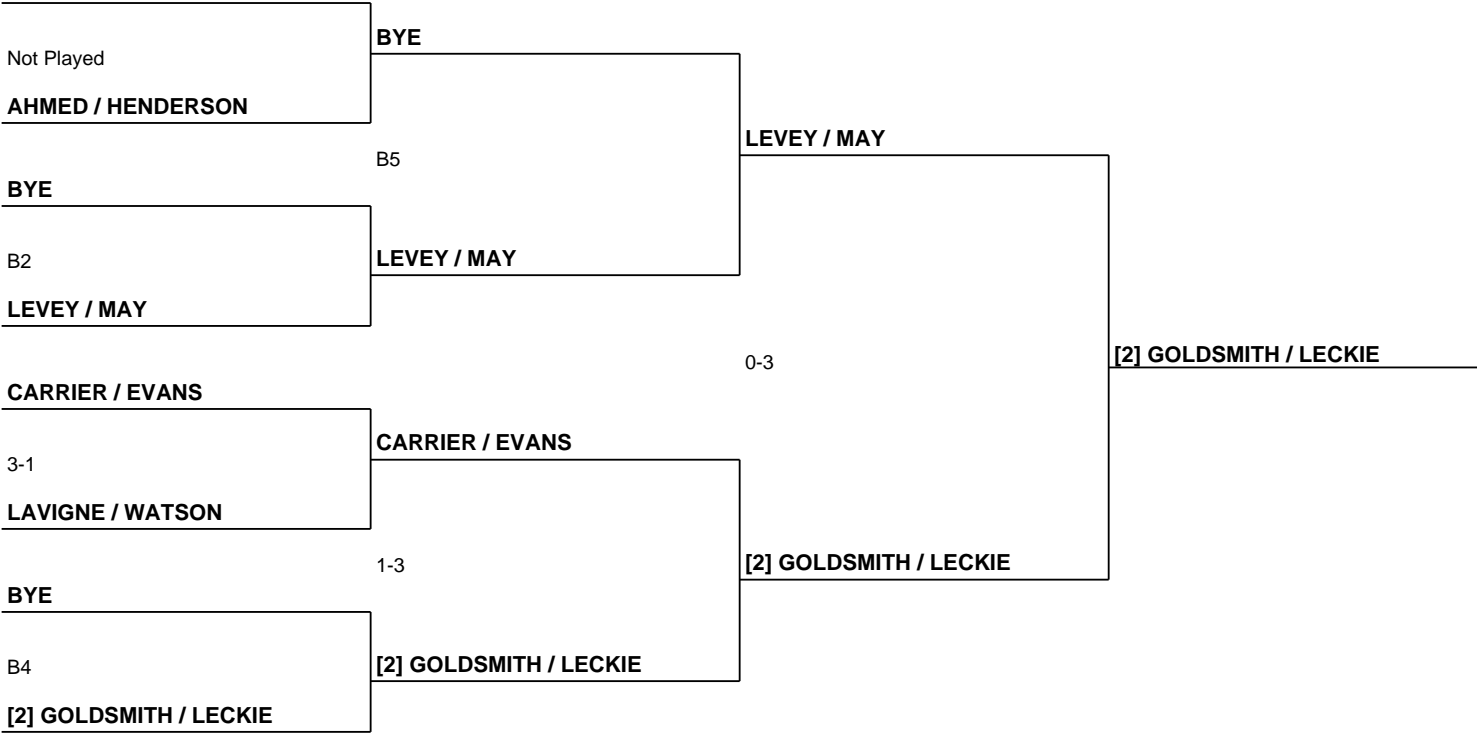 Not Played
AHMED / HENDERSON
BYE
B2
LEVEY / MAY
CARRIER / EVANS
3-1
LAVIGNE / WATSON
BYE
B4
[2] GOLDSMITH / LECKIE
BYE
B5
LEVEY / MAY
CARRIER / EVANS
1-3
[2] GOLDSMITH / LECKIE
LEVEY / MAY
0-3
[2] GOLDSMITH / LECKIE
[2] GOLDSMITH / LECKIE